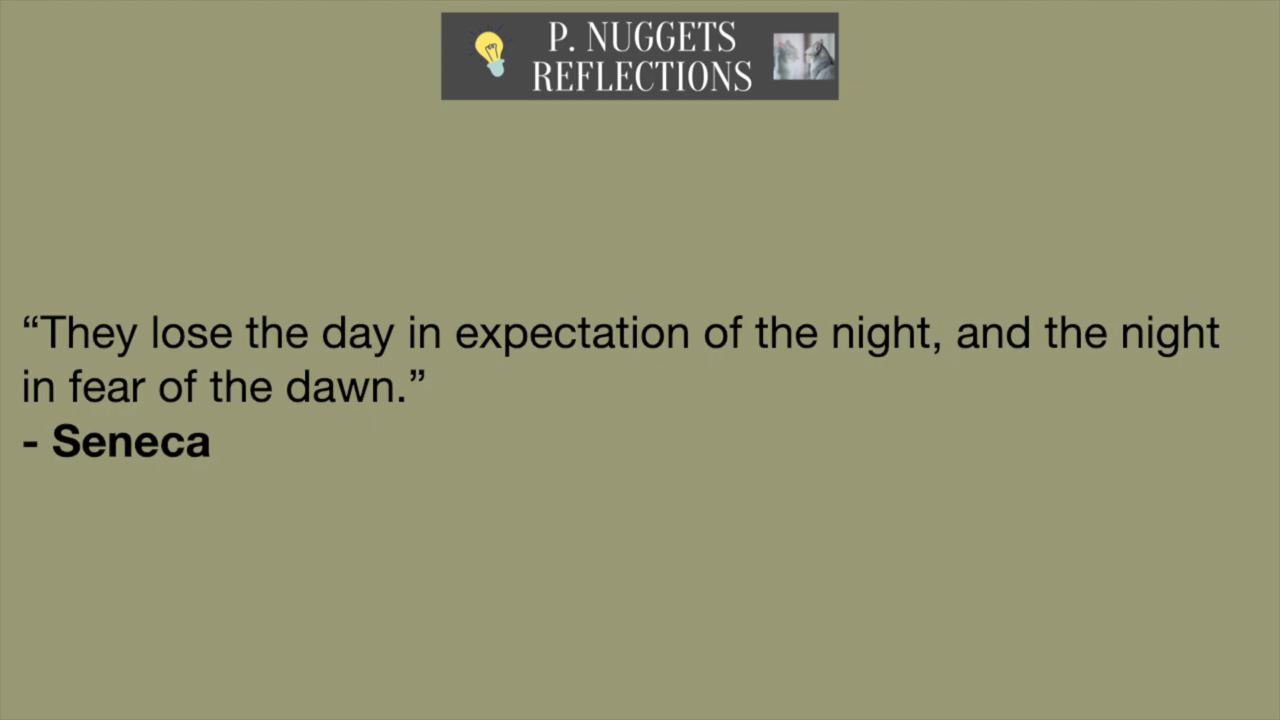 P. NUGGETS
REFLECTIONS
“They lose the day in expectation of the night, and the night
in fear of the dawn.”
- Seneca